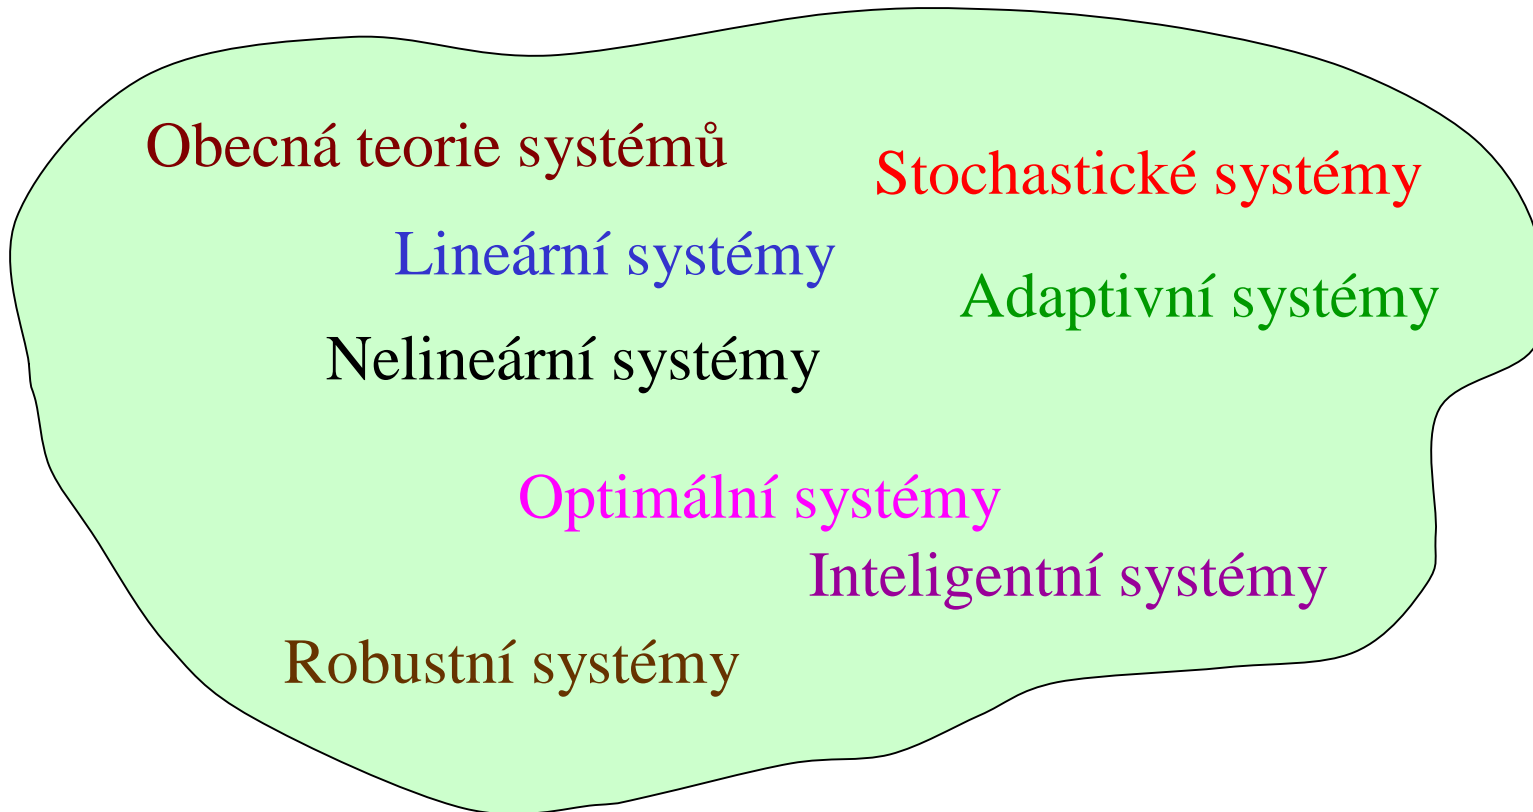 Obecná teorie systémů
Stochastické systémy
Lineární systémy
Adaptivní systémy
Nelineární systémy
Optimální systémy
Inteligentní systémy
Robustní systémy